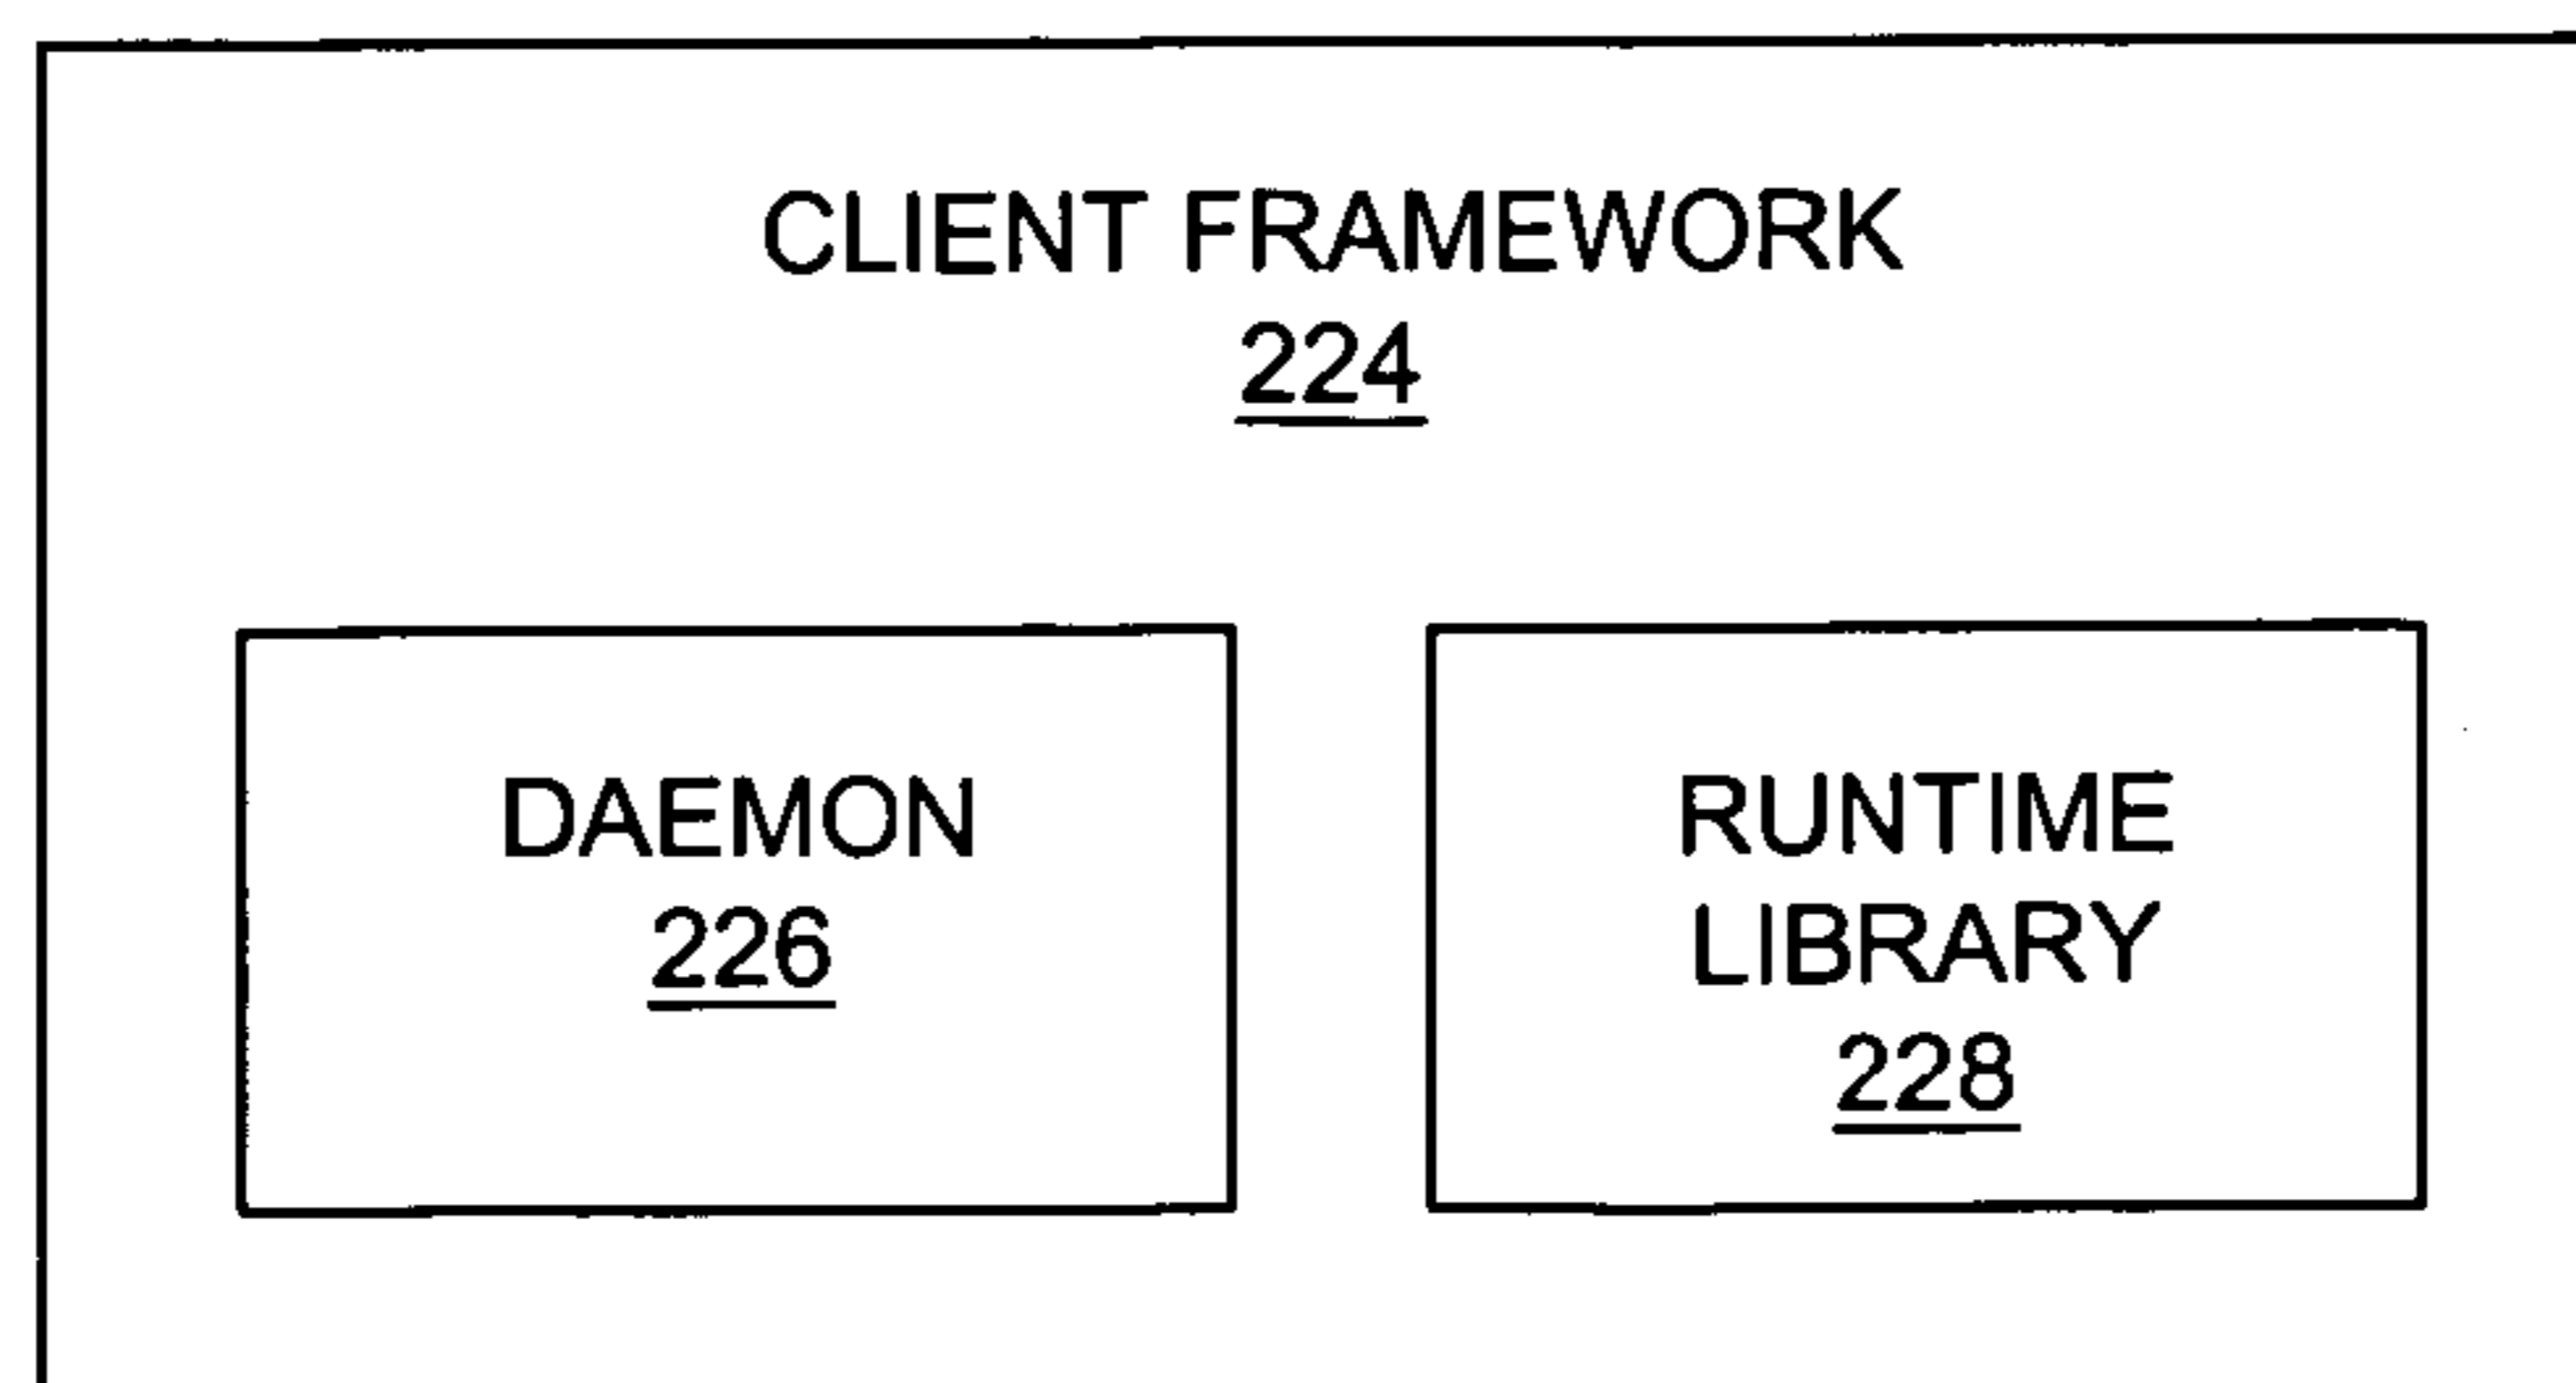 CLIENT FRAMEWORK
224
DAEMON
226
RUNTIME
LIBRARY
228